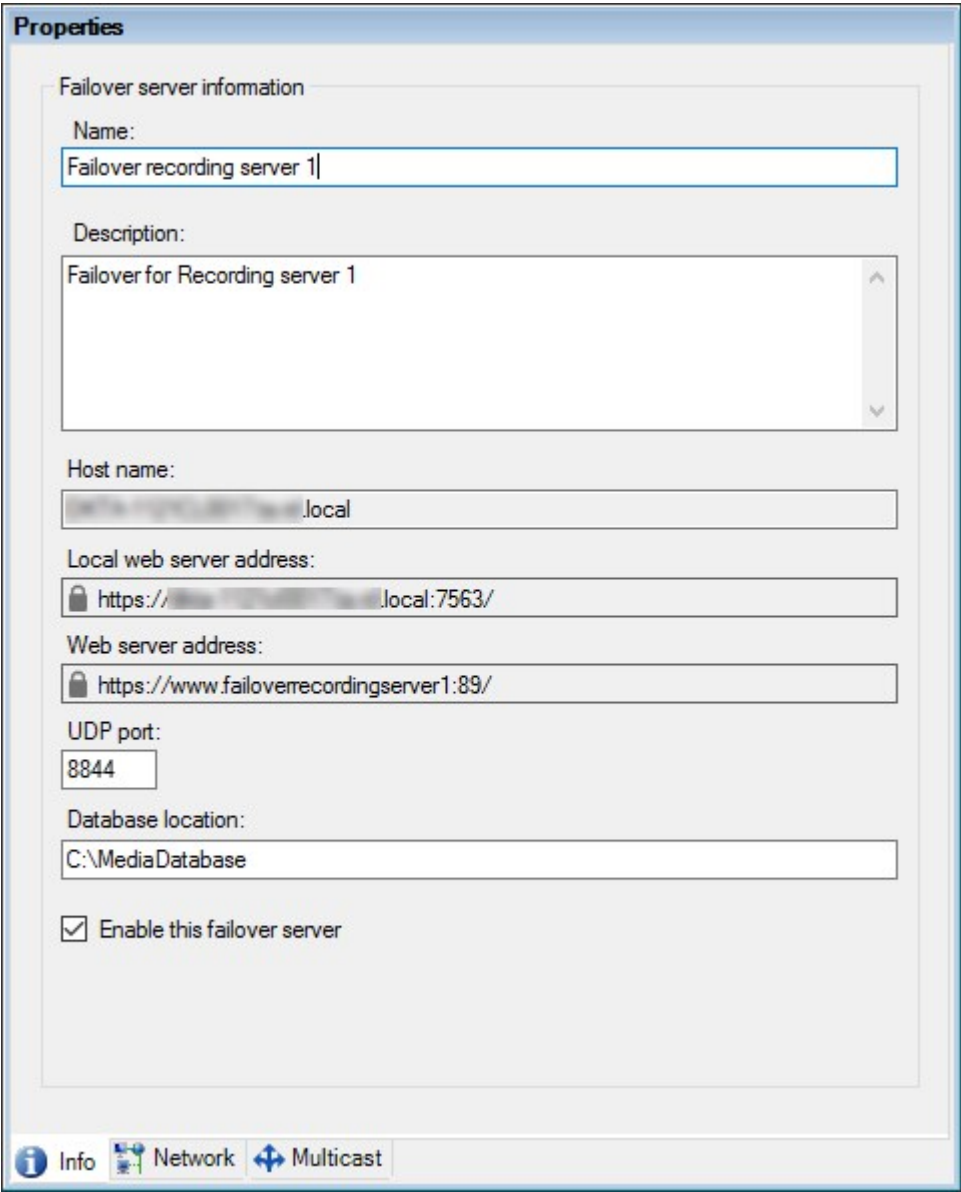 Properties
Failover server information
Name:
Failover recording server 1
Description:
Failover for Recording server 1
Host name:
.local
Local web server address:
https:// .local:7563/
Web server address:
https://www.failoverrecordingserver1:89/
UDP port:
8844
Database location:
C:\MediaDatabase
Enable this failover server
Info Network Multicast